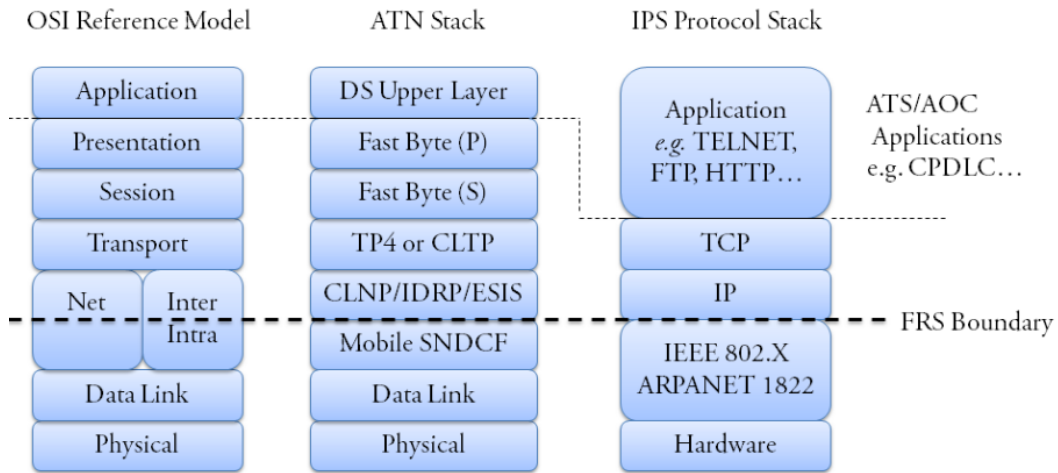 OSI Reference Model
ATN Stack
IPS Protocol Stack
Application
Presentation
Session
Transport
Net
Inter
Intra
Data Link
Physical
DS Upper Layer
Fast Byte (P)
Fast Byte (S)
TP4 or CLTP
CLNP/IDRP/ESIS
Mobile SNDCF
Data Link
Physical
Application
e.g. TELNET,
FTP, HTTP…
TCP
IP
IEEE 802.X
ARPANET 1822
Hardware
ATS/AOC
Applications
e.g. CPDLC…
FRS Boundary